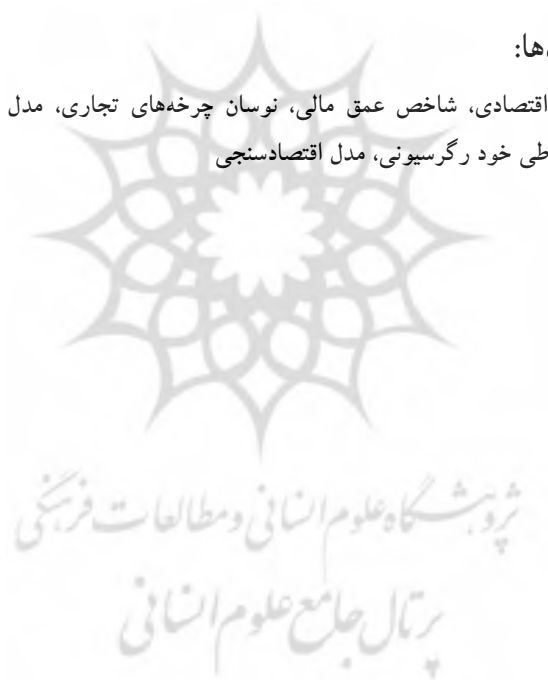 ها:
اقتصادی، شاخص عمق مالی، نوسان چرخه‌های تجاری، مدل
طی خود رگرسیونی، مدل اقتصادسنجی
پژوهشگاه علوم انسانی و مطالعات فرهنگی
پرتال جامع علوم انسانی